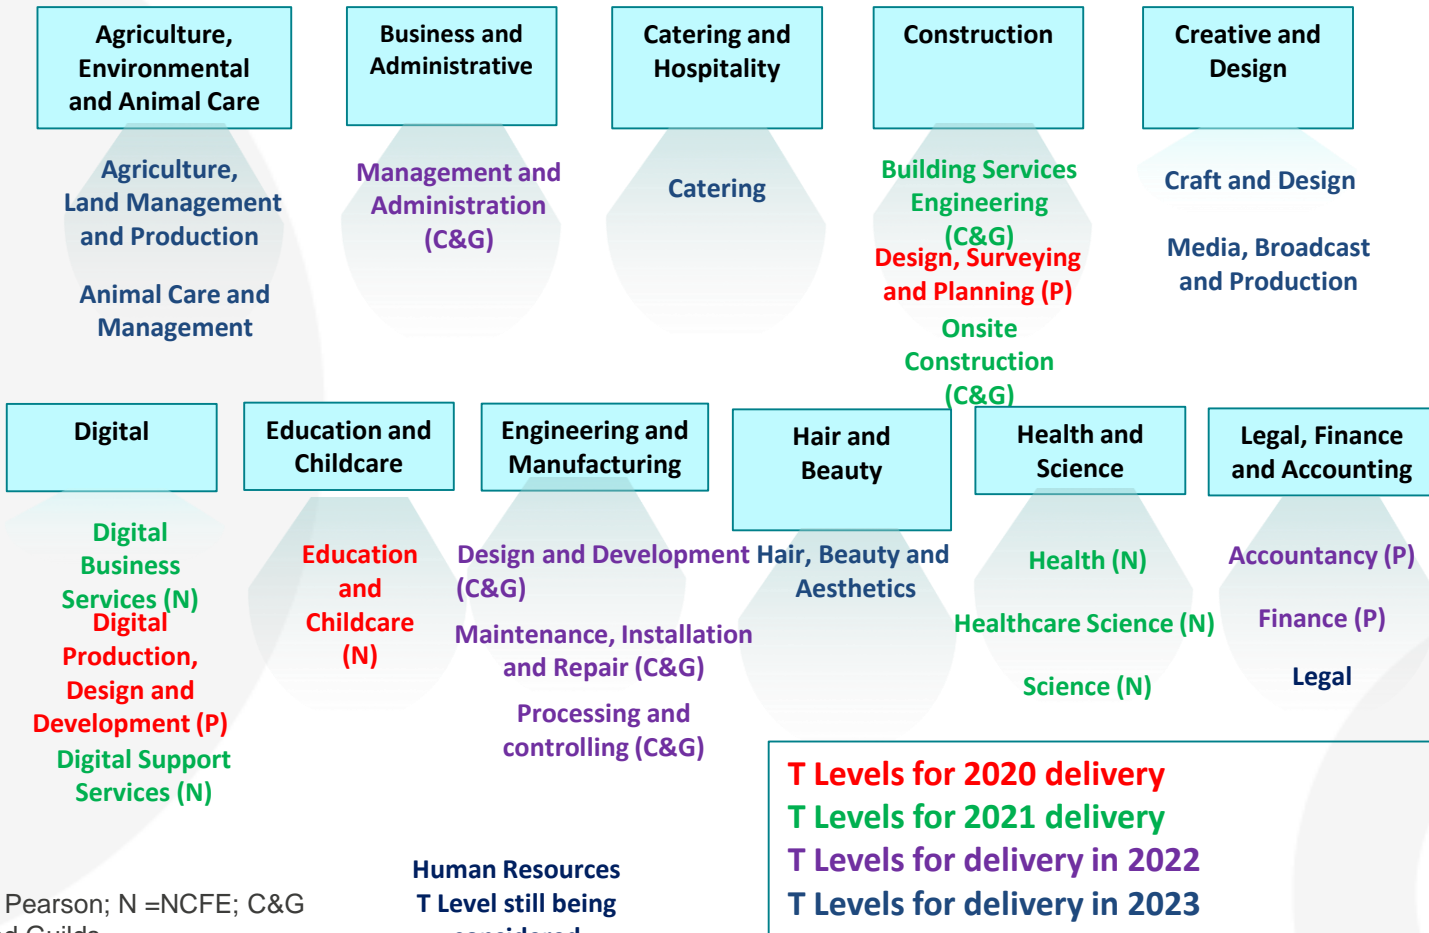 Agriculture,
Environmental
and Animal Care
Business and
Administrative
Catering and
Hospitality
Construction
Creative and
Design
Agriculture,
Land Management
and Production
Animal Care and
Management
Management and
Administration
(C&G)
Catering
Building Services
Engineering
(C&G)
Design, Surveying
and Planning (P)
Onsite
Construction
(C&G)
Craft and Design
Media, Broadcast
and Production
Digital
Education and
Childcare
Engineering and
Manufacturing
Hair and
Beauty
Health and
Science
Legal, Finance
and Accounting
Digital
Business
Services (N)
Digital
Production,
Design and
Development (P)
Digital Support
Services (N)
Education
and
Childcare
(N)
Design and Development
(C&G)
Maintenance, Installation
and Repair (C&G)
Processing and
controlling (C&G)
Hair, Beauty and
Aesthetics
Health (N)
Healthcare Science (N)
Science (N)
Accountancy (P)
Finance (P)
Legal
T Levels for 2020 delivery
T Levels for 2021 delivery
T Levels for delivery in 2022
T Levels for delivery in 2023
Human Resources
T Level still being
considered
Pearson; N =NCFE; C&G
Guilds